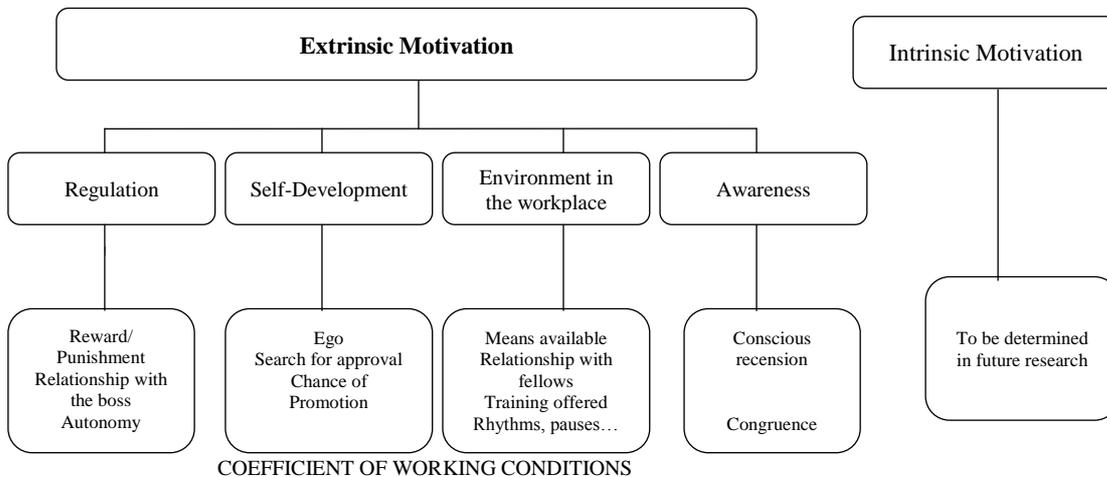 Extrinsic Motivation
Intrinsic Motivation
Regulation
Self-Development
Environment in
the workplace
Awareness
Reward/
Punishment
Relationship with
the boss
Autonomy
Ego
Search for approval
Chance of
Promotion
Means available
Relationship with
fellows
Training offered
Rhythms, pauses…
Conscious
recension
Congruence
To be determined
in future research
COEFFICIENT OF WORKING CONDITIONS